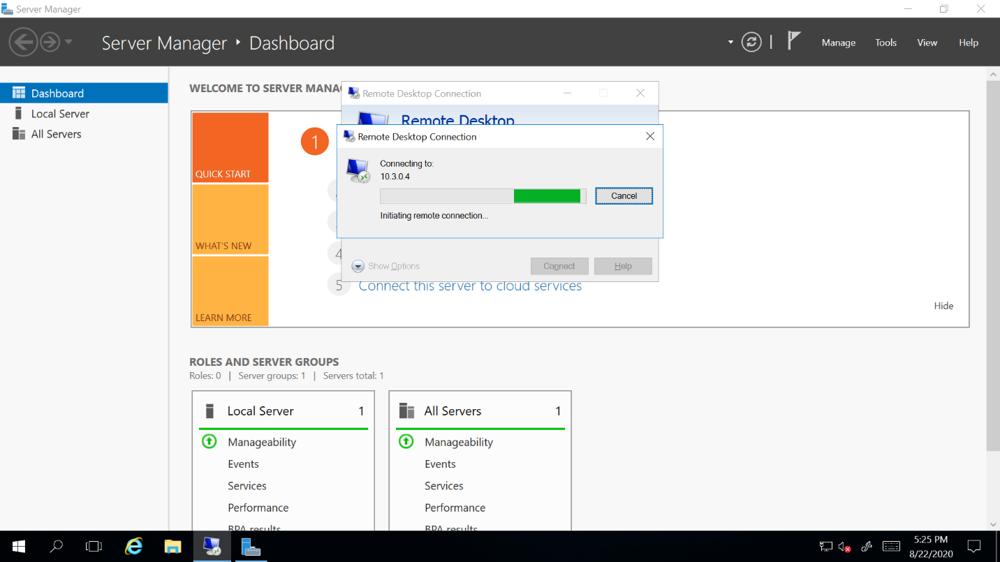 Server Manager
Server Manager ‣ Dashboard
Manage
Tools
View
Help
Dashboard
Local Server
All Servers
WELCOME TO SERVER MANA
QUICK START
WHAT'S NEW
LEARN MORE
1
4
5
Connect this server to cloud services
Hide
Remote Desktop Connection
Remote Desktop
Remote Desktop Connection
Connecting to:
10.3.0.4
Cancel
Initiating remote connection...
Show Options
Connect
Help
ROLES AND SERVER GROUPS
Roles: 0 | Server groups: 1 | Servers total: 1
Local Server 1
Manageability
Events
Services
Performance
BPA results
All Servers 1
Manageability
Events
Services
Performance
BPA results
5:25 PM
8/22/2020